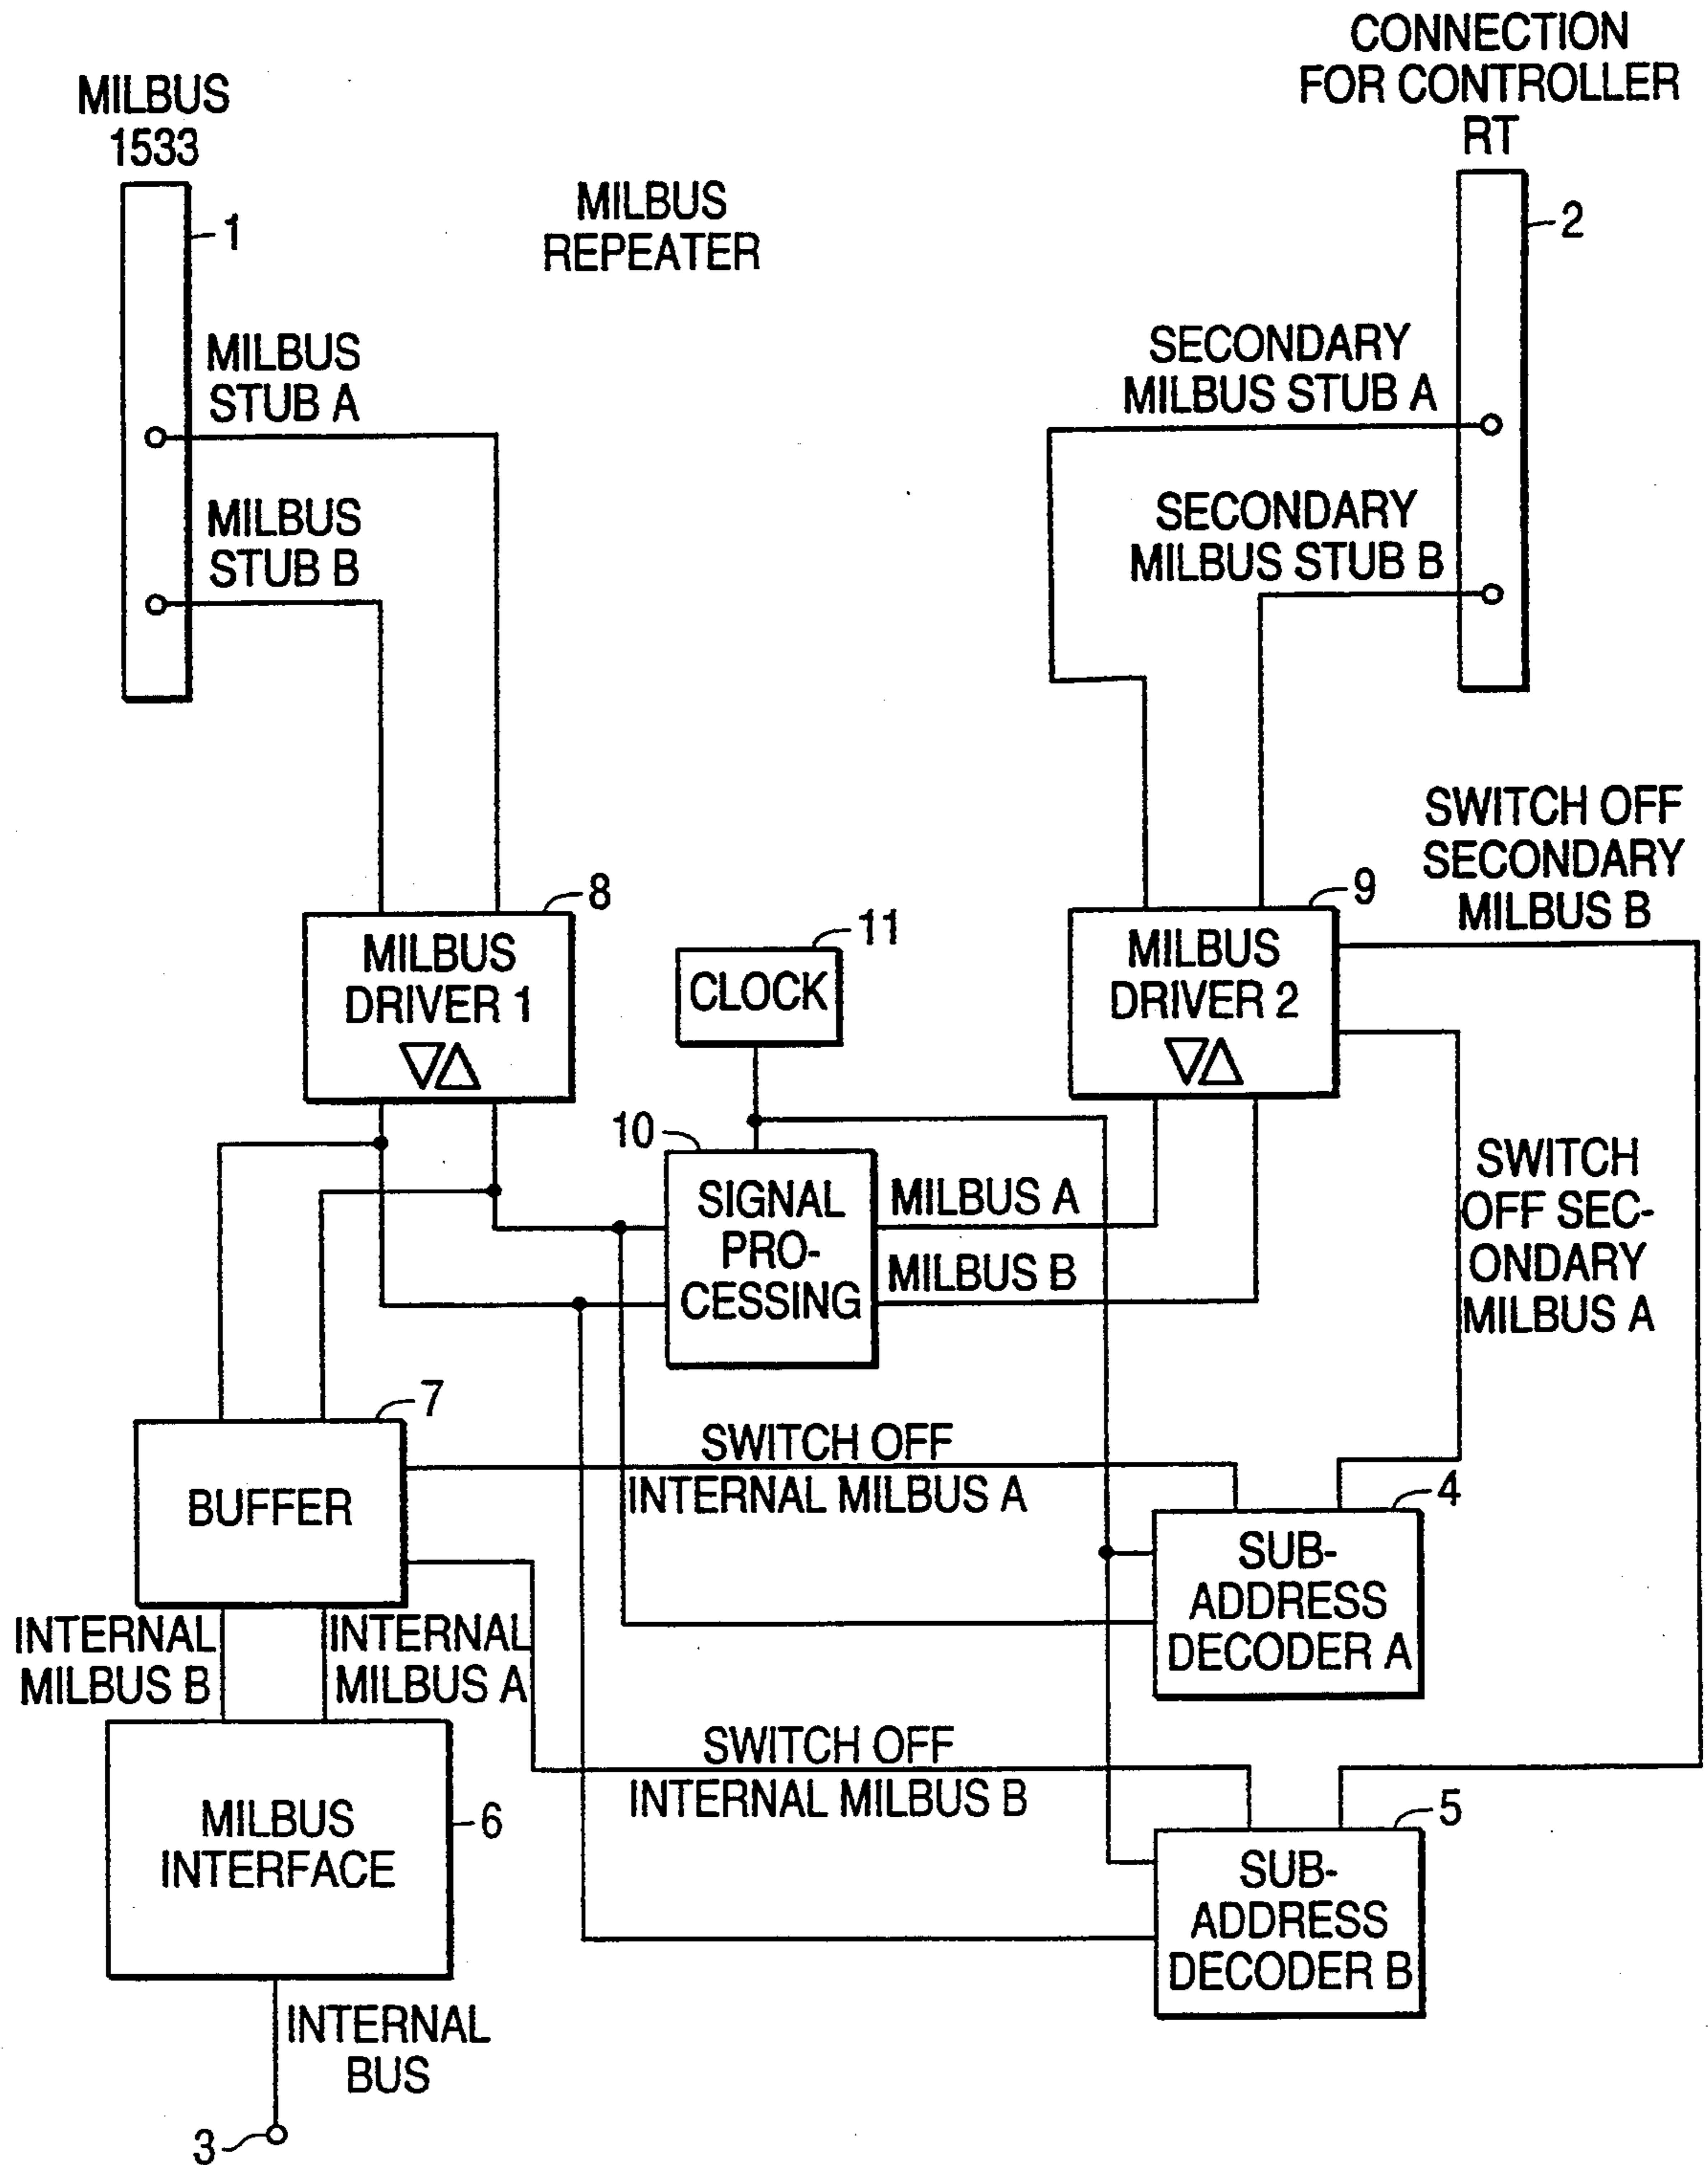 CONNECTION
FOR CONTROLLER
RT
MILBUS
1533
MILBUS
REPEATER
1
2
MILBUS
STUB A
SECONDARY
MILBUS STUB A
MILBUS
STUB B
SECONDARY
MILBUS STUB B
SWITCH OFF
SECONDARY
MILBUS B
8
MILBUS
DRIVER 1
11
CLOCK
9
MILBUS
DRIVER 2
10
SIGNAL
PRO-
CESSING
MILBUS A
MILBUS B
SWITCH
OFF SEC-
ONDARY
MILBUS A
7
BUFFER
SWITCH OFF
INTERNAL MILBUS A
4
SUB-
ADDRESS
DECODER A
INTERNAL
MILBUS B
INTERNAL
MILBUS A
SWITCH OFF
INTERNAL MILBUS B
6
MILBUS
INTERFACE
5
SUB-
ADDRESS
DECODER B
INTERNAL
BUS
3